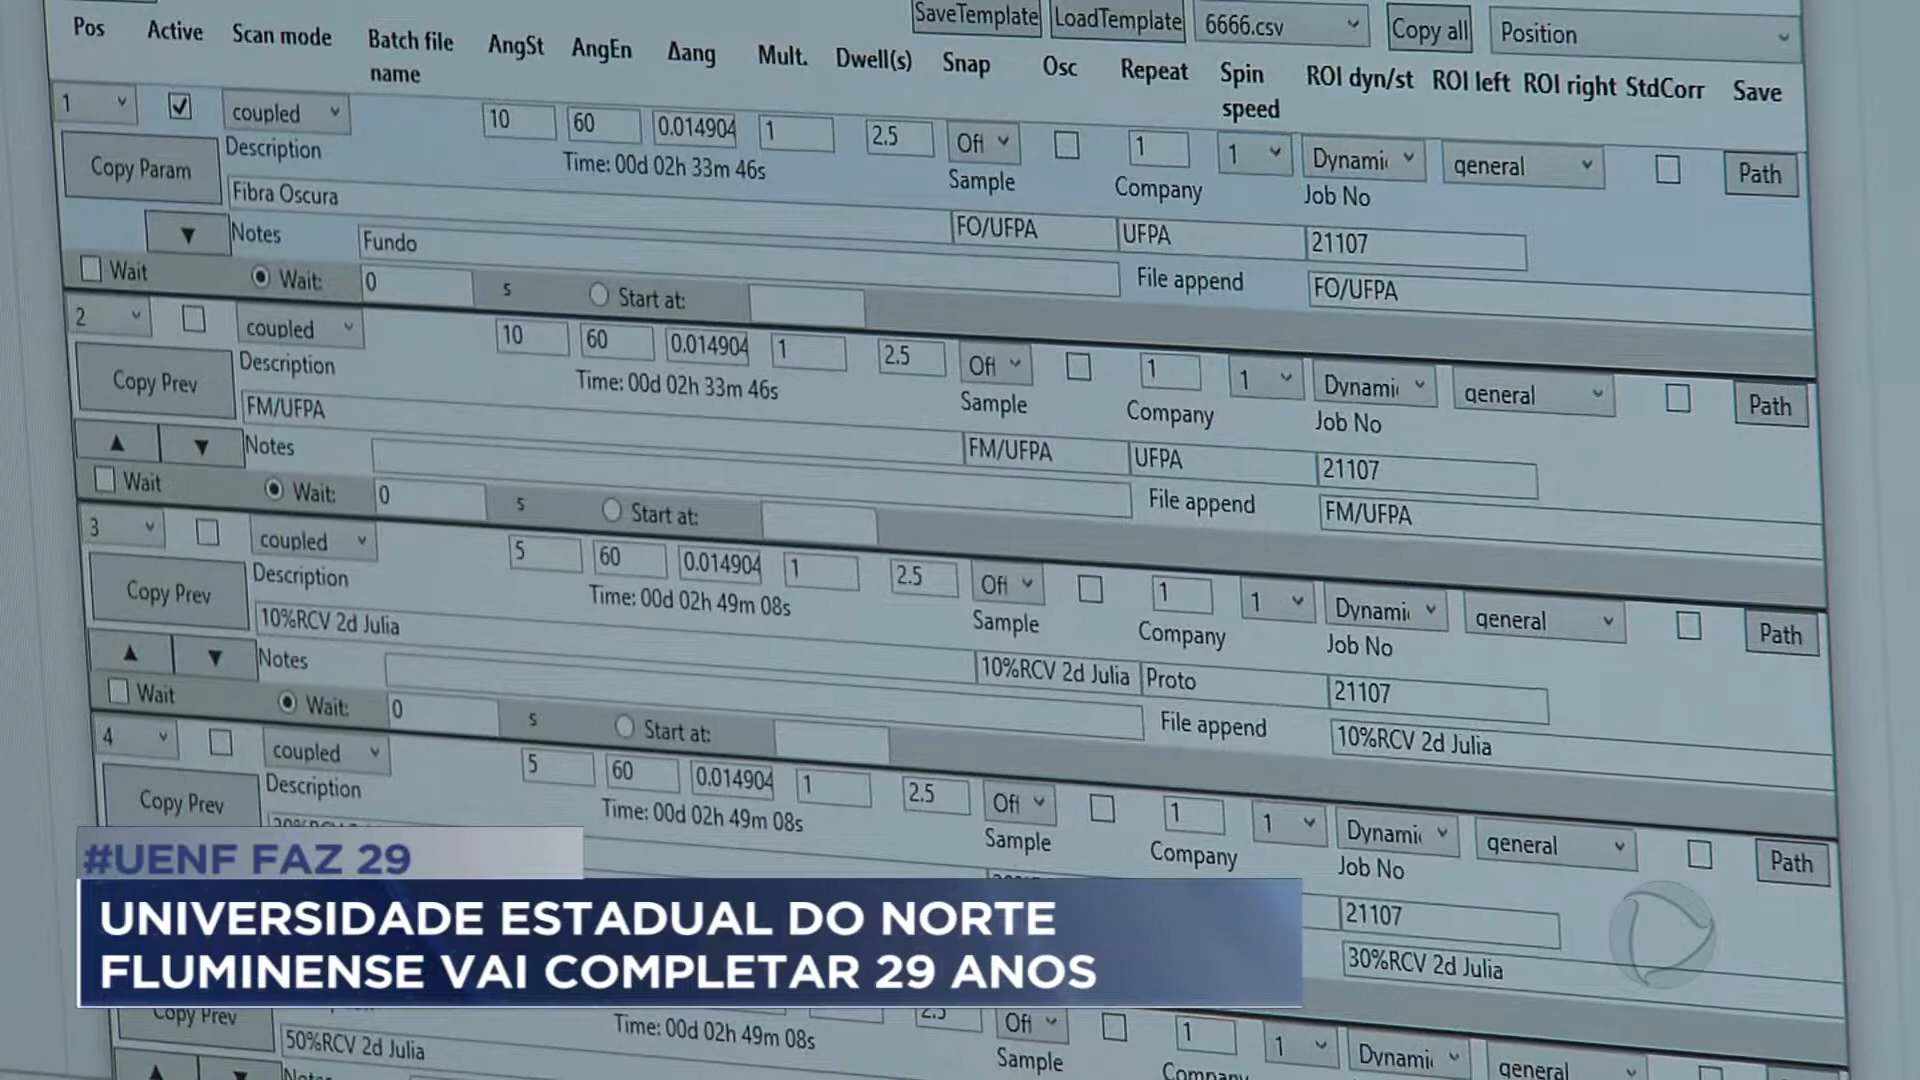 SaveTemplate LoadTemplate 6666.csv Copy all Position
Pos Active Scan mode Batch file name AngSt AngEn Δang Mult. Dwell(s) Snap Osc Repeat Spin speed ROI dyn/st ROI left ROI right StdCorr Save
1 coupled 10 60 0.014904 1 2.5 Off 1 1 Dynami general Path
Copy Param Description Time: 00d 02h 33m 46s Sample Company Job No
Fibra Oscura FO/UFPA UFPA 21107
▼ Notes Fundo File append FO/UFPA
Wait Wait: 0 s Start at:
2 coupled 10 60 0.014904 1 2.5 Off 1 1 Dynami general Path
Copy Prev Description Time: 00d 02h 33m 46s Sample Company Job No
FM/UFPA FM/UFPA UFPA 21107
▲ ▼ Notes File append FM/UFPA
Wait Wait: 0 s Start at:
3 coupled 5 60 0.014904 1 2.5 Off 1 1 Dynami general Path
Copy Prev Description Time: 00d 02h 49m 08s Sample Company Job No
10%RCV 2d Julia 10%RCV 2d Julia Proto 21107
▲ ▼ Notes File append 10%RCV 2d Julia
Wait Wait: 0 s Start at:
4 coupled 5 60 0.014904 1 2.5 Off 1 1 Dynami general Path
Copy Prev Description Time: 00d 02h 49m 08s Sample Company Job No
21107
30%RCV 2d Julia
#UENF FAZ 29
UNIVERSIDADE ESTADUAL DO NORTE
FLUMINENSE VAI COMPLETAR 29 ANOS
2.5 Off 1 1 Dynami general
Copy Prev Time: 00d 02h 49m 08s Sample Company
50%RCV 2d Julia
▲ ▼ Notes